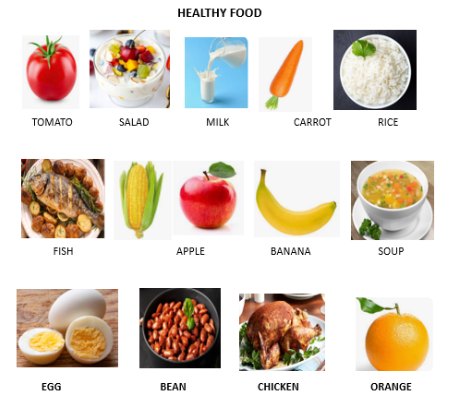 HEALTHY FOOD
TOMATO SALAD MILK CARROT RICE
FISH APPLE BANANA SOUP
EGG BEAN CHICKEN ORANGE